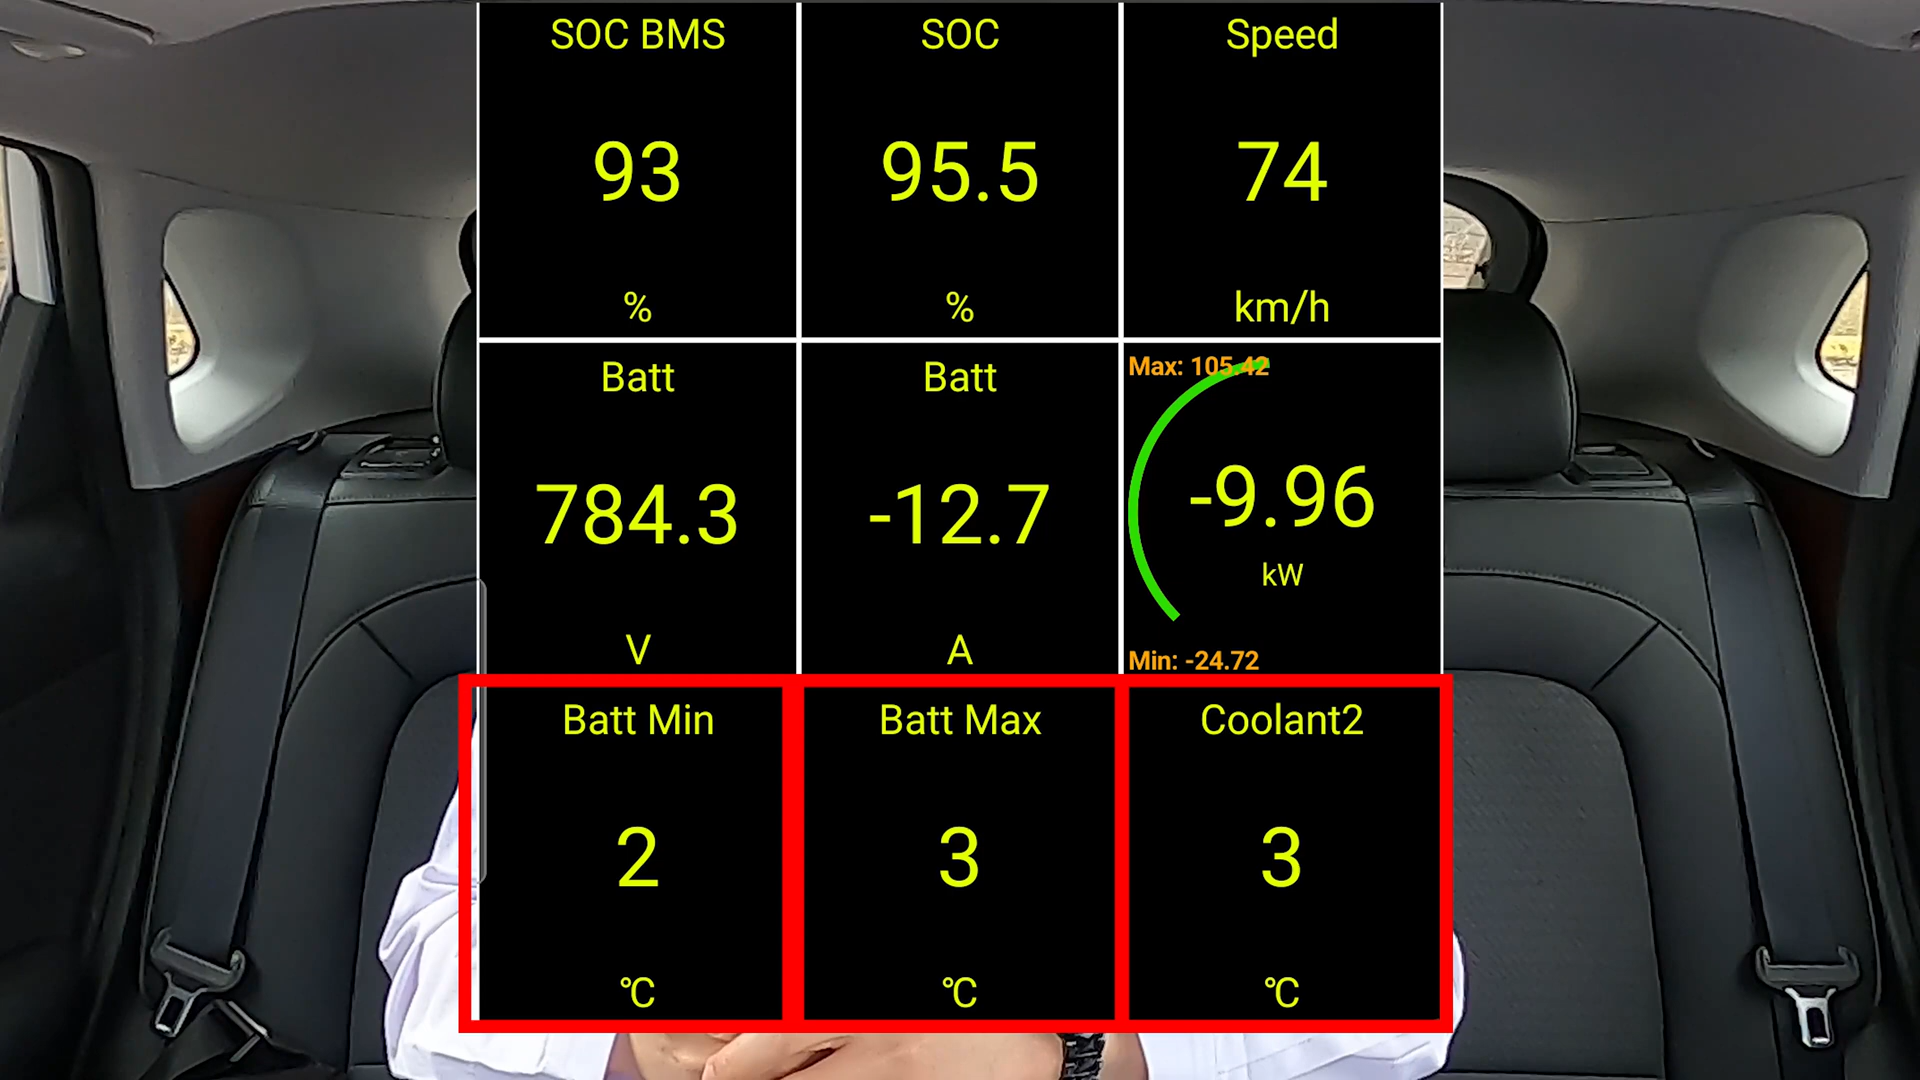 SOC BMS
93
%
SOC
95.5
%
Speed
74
km/h
Batt
784.3
V
Batt
-12.7
A
Max: 105.42
-9.96
kW
Min: -24.72
Batt Min
2
℃
Batt Max
3
℃
Coolant2
3
℃